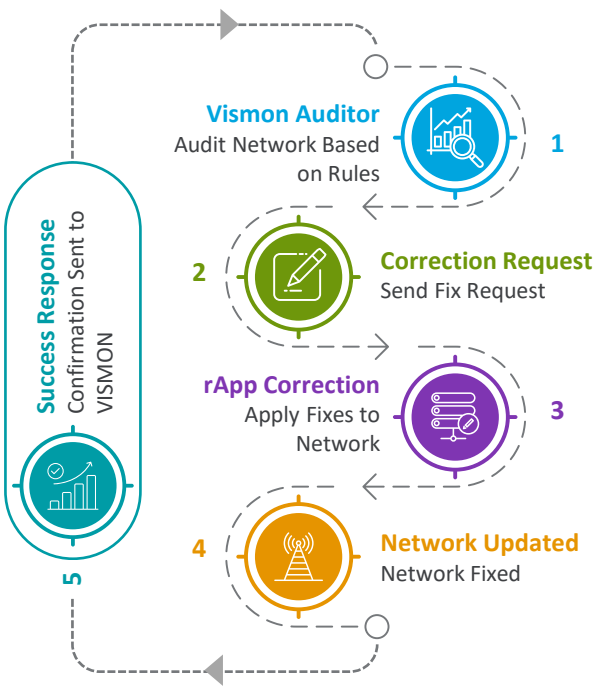 Vismon Auditor
Audit Network Based
on Rules
1
2
Correction Request
Send Fix Request
rApp Correction
Apply Fixes to
Network
3
4
Network Updated
Network Fixed
Success Response
Confirmation Sent to
VISMON
5